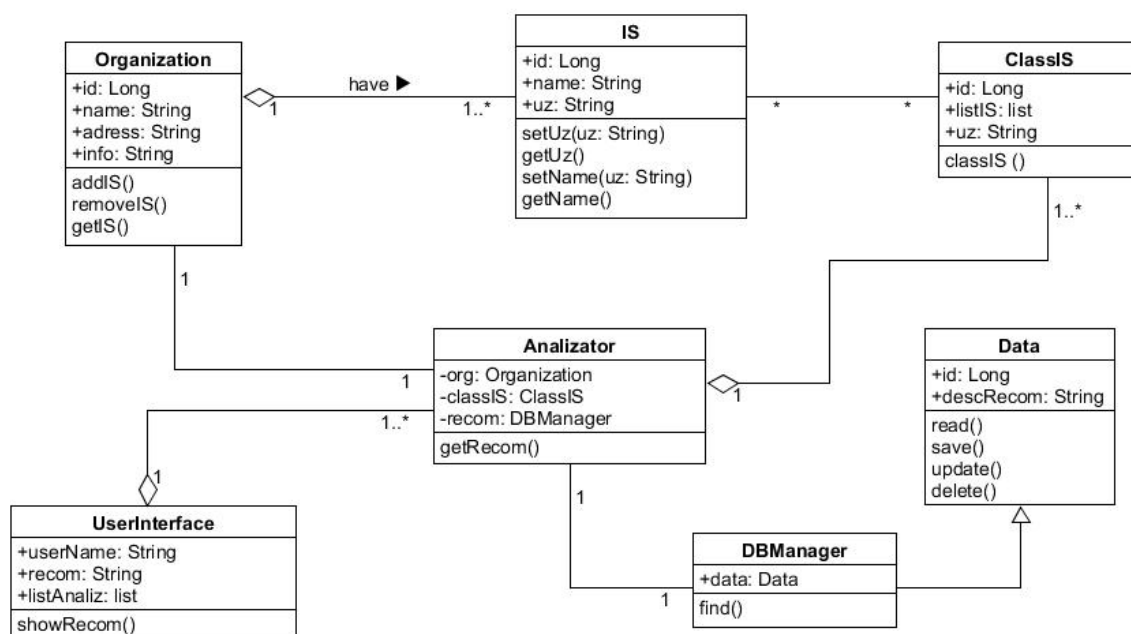 Organization
+id: Long
+name: String
+adress: String
+info: String
addIS()
removeIS()
getIS()
1
have ▶
1..*
IS
+id: Long
+name: String
+uz: String
setUz(uz: String)
getUz()
setName(uz: String)
getName()
*
*
ClassIS
+id: Long
+listIS: list
+uz: String
classIS ()
1..*
1
1
Analizator
-org: Organization
-classIS: ClassIS
-recom: DBManager
getRecom()
1
1..*
1
Data
+id: Long
+descRecom: String
read()
save()
update()
delete()
1
UserInterface
+userName: String
+recom: String
+listAnaliz: list
showRecom()
1
DBManager
+data: Data
find()